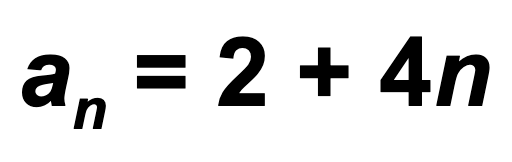 aₙ = 2 + 4n